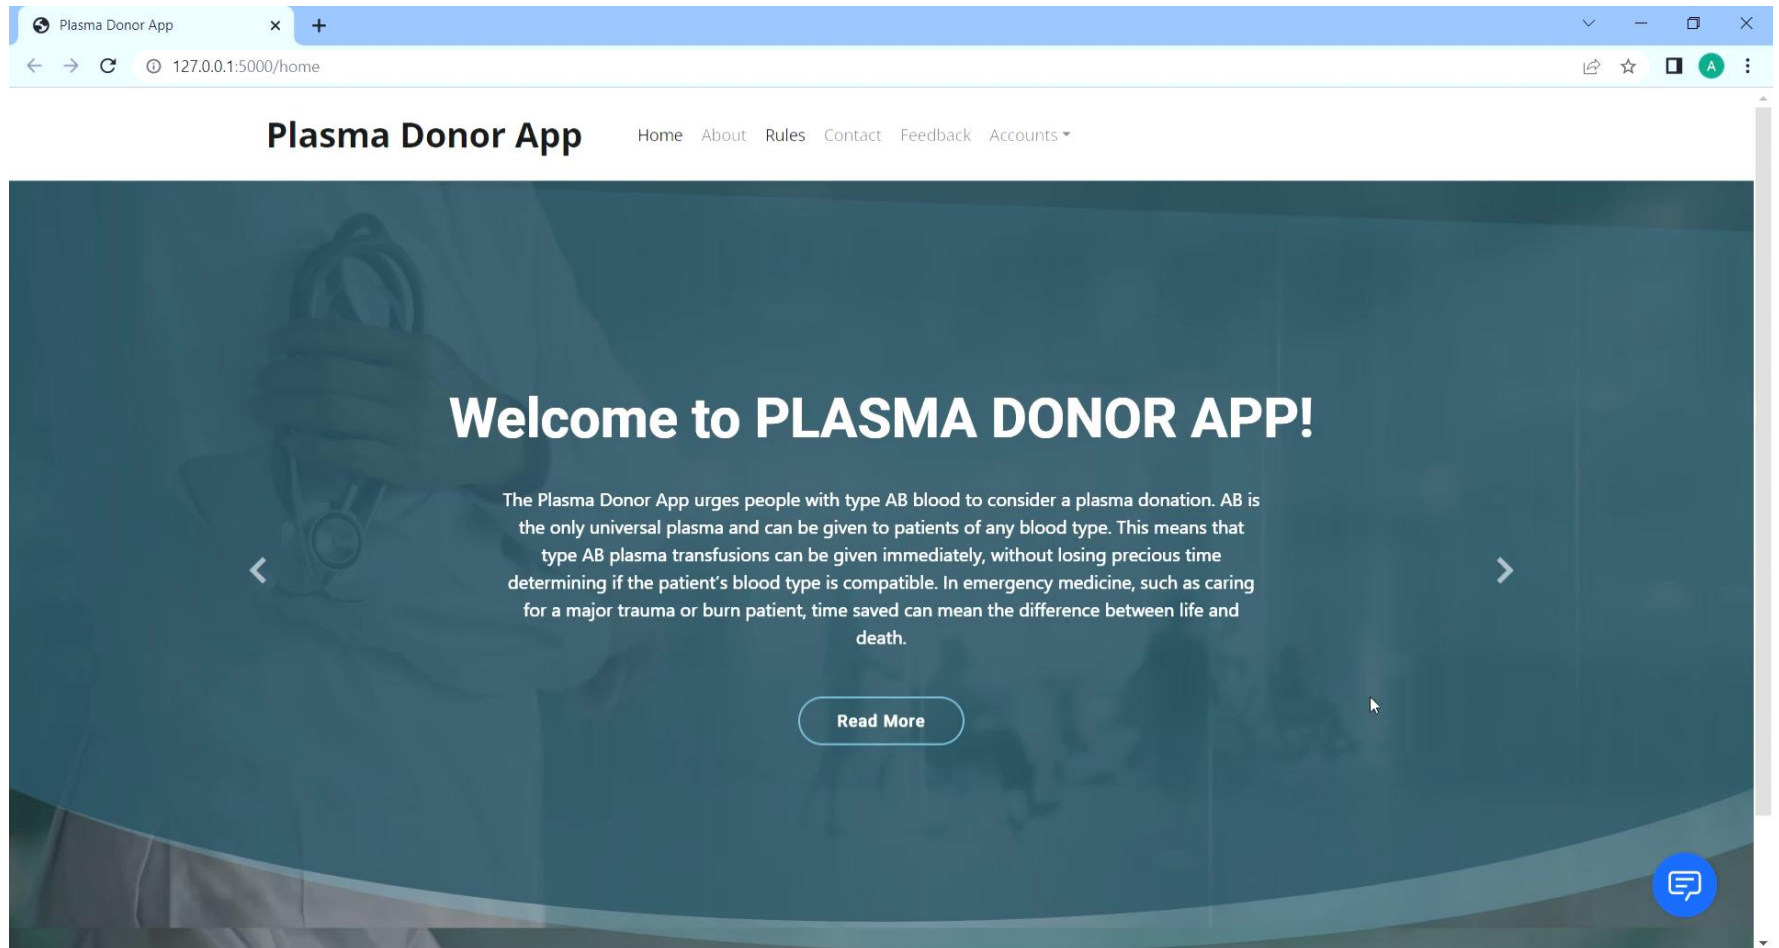 Plasma Donor App
127.0.0.1:5000/home
A
Plasma Donor App
Home About Rules Contact Feedback Accounts
Welcome to PLASMA DONOR APP!
The Plasma Donor App urges people with type AB blood to consider a plasma donation. AB is
the only universal plasma and can be given to patients of any blood type. This means that
type AB plasma transfusions can be given immediately, without losing precious time
determining if the patient’s blood type is compatible. In emergency medicine, such as caring
for a major trauma or burn patient, time saved can mean the difference between life and
death.
Read More